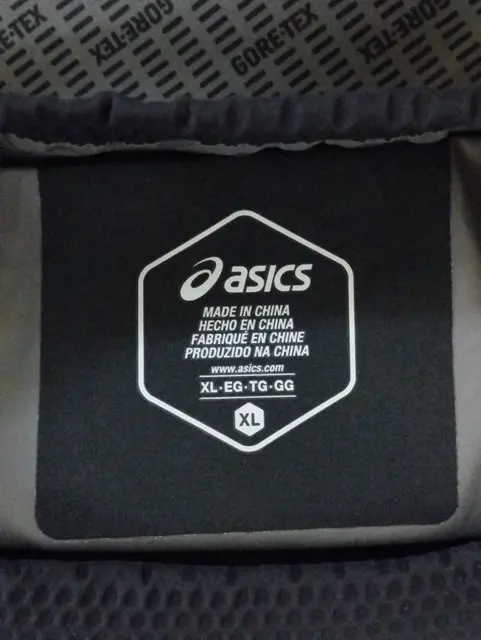 GORE-TEX
GORE-TEX
GORE-TEX
asics
MADE IN CHINA
HECHO EN CHINA
FABRIQUÉ EN CHINE
PRODUZIDO NA CHINA
www.asics.com
XL·EG·TG·GG
XL